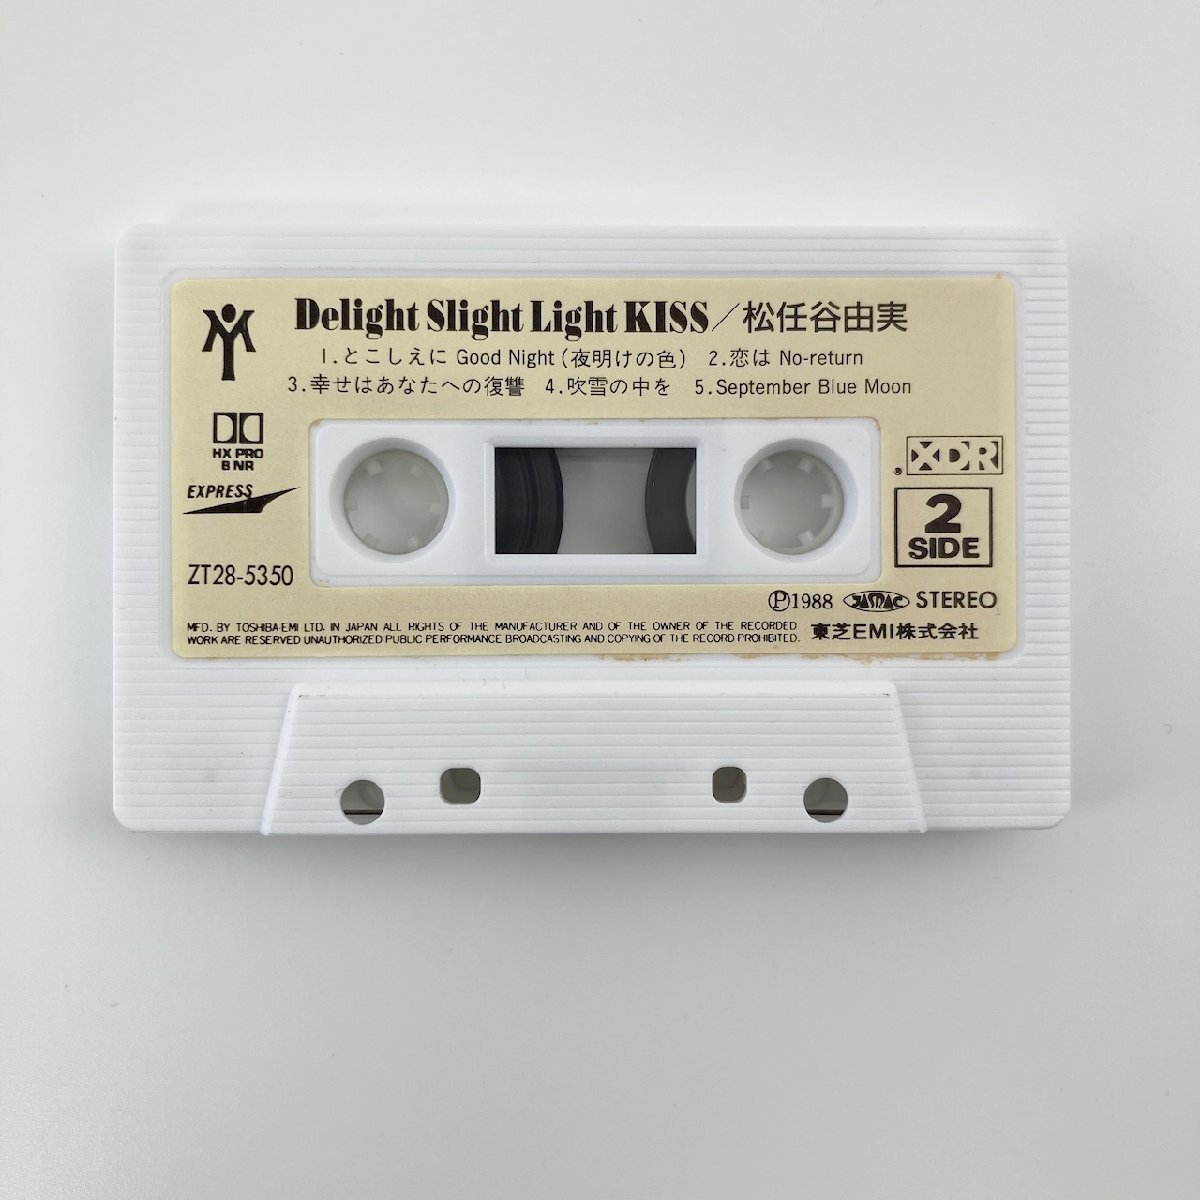 Delight Slight Light KISS／松任谷由実
1.とこしえに Good Night (夜明けの色) 2.恋は No-return
3.幸せはあなたへの復讐 4.吹雪の中を 5.September Blue Moon
HX PRO
B NR
EXPRESS
® XDR
2
SIDE
ZT28-5350
Ⓟ1988 JASRAC STEREO
MFD. BY TOSHIBA EMI LTD. IN JAPAN ALL RIGHTS OF THE MANUFACTURER AND OF THE OWNER OF THE RECORDED
WORK ARE RESERVED UNAUTHORIZED PUBLIC PERFORMANCE BROADCASTING AND COPYING OF THE RECORD PROHIBITED.
東芝EMI株式会社